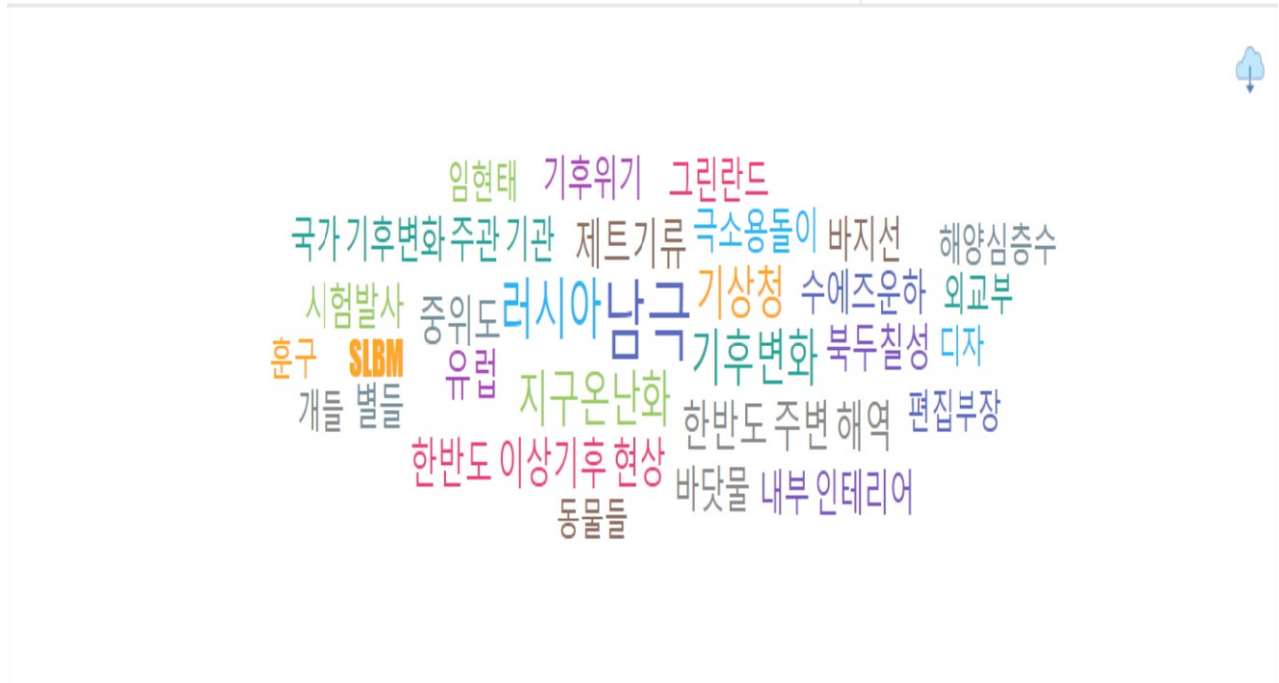 임현태 기후위기 그린란드
국가 기후변화 주관 기관 제트기류 극소용돌이 바지선 해양심층수
시험발사 중위도 러시아 남극 기상청 수에즈운하 외교부
훈구 SLBM 유럽 기후변화 북두칠성 디자
개들 별들 지구온난화 한반도 주변 해역 편집부장
한반도 이상기후 현상 바닷물 내부 인테리어
동물들